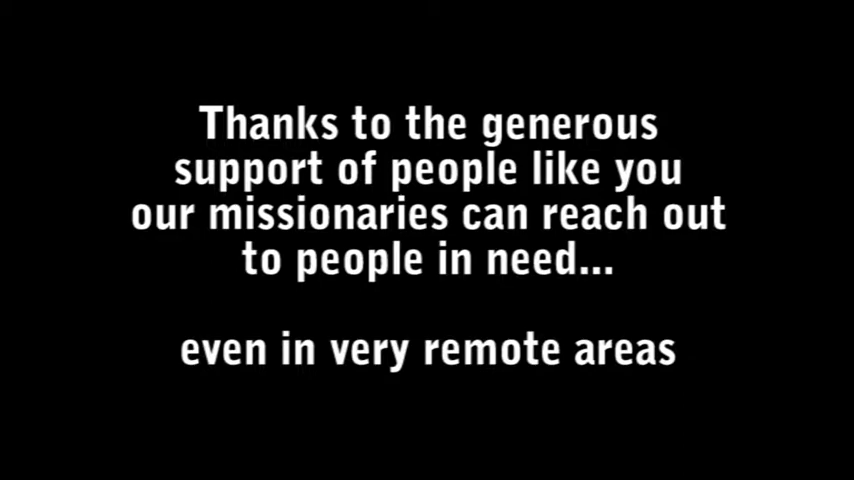 Thanks to the generous
support of people like you
our missionaries can reach out
to people in need...
even in very remote areas